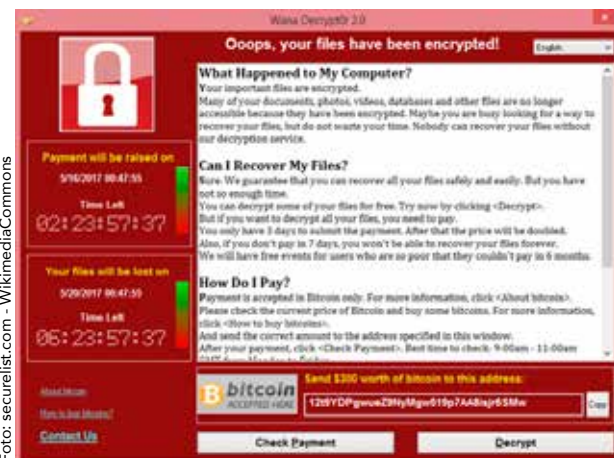 Foto: securelist.com - WikimediaCommons
Wana Decrypt0r 2.0
Ooops, your files have been encrypted!
English
What Happened to My Computer?
Your important files are encrypted.
Many of your documents, photos, videos, databases and other files are no longer
accessible because they have been encrypted. Maybe you are busy looking for a way to
recover your files, but do not waste your time. Nobody can recover your files without
our decryption service.
Can I Recover My Files?
Sure. We guarantee that you can recover all your files safely and easily. But you have
not so enough time.
You can decrypt some of your files for free. Try now by clicking <Decrypt>.
But if you want to decrypt all your files, you need to pay.
You only have 3 days to submit the payment. After that the price will be doubled.
Also, if you don't pay in 7 days, you won't be able to recover your files forever.
We will have free events for users who are so poor that they couldn't pay in 6 months.
How Do I Pay?
Payment is accepted in Bitcoin only. For more information, click <About bitcoin>.
Please check the current price of Bitcoin and buy some bitcoins. For more information,
click <How to buy bitcoins>.
And send the correct amount to the address specified in this window.
After your payment, click <Check Payment>. Best time to check: 9:00am - 11:00am
Payment will be raised on
5/16/2017 00:47:55
Time Left
02:23:57:37
Your files will be lost on
5/20/2017 00:47:55
Time Left
06:23:57:37
About bitcoin
How to buy bitcoins?
Contact Us
bitcoin
ACCEPTED HERE
Send $300 worth of bitcoin to this address:
12t9YDPgwueZ9NyMgw519p7AA8isjr6SMw
Copy
Check Payment
Decrypt